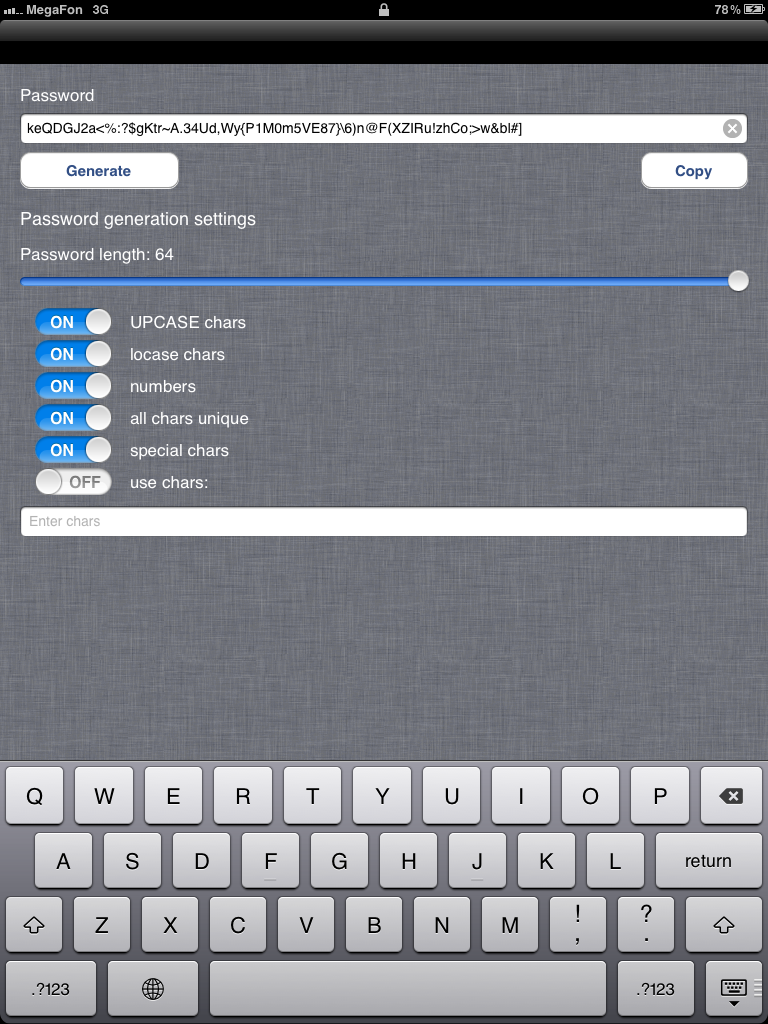 MegaFon 3G 78%
Password
keQDGJ2a<%:?$gKtr~A.34Ud,Wy{P1M0m5VE87}\6)n@F(XZIRu!zhCo;>w&bl#]
Generate Copy
Password generation settings
Password length: 64
ON UPCASE chars
ON locase chars
ON numbers
ON all chars unique
ON special chars
OFF use chars:
Enter chars
Q W E R T Y U I O P
A S D F G H J K L return
Z X C V B N M ! , ? .
.?123 .?123